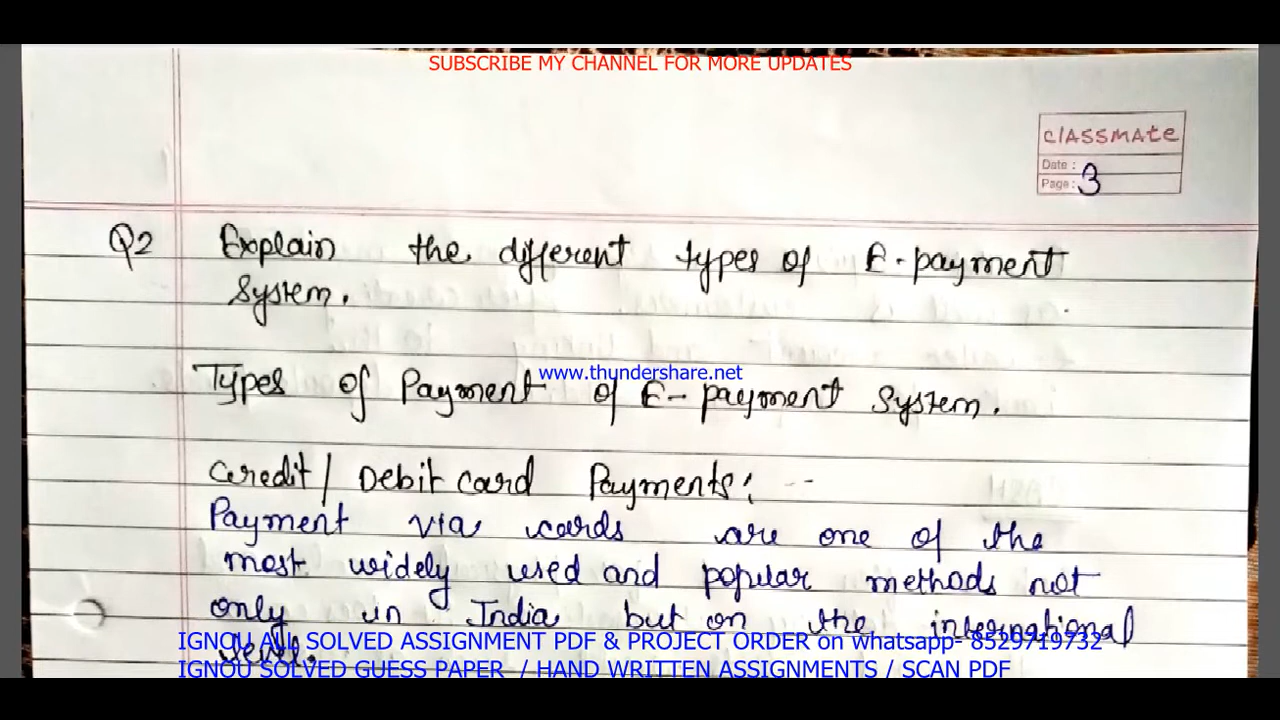 SUBSCRIBE MY CHANNEL FOR MORE UPDATES
classmate
Date :
Page: 3
Q2 Explain the different types of E-payment
System.
www.thundershare.net
Types of Payment of E-payment System.
Credit/Debit card Payments:--
Payment via cards are one of the
most widely used and popular methods not
only in India but on the international
level.
IGNOU ALL SOLVED ASSIGNMENT PDF & PROJECT ORDER on whatsapp- 8529719732
IGNOU SOLVED GUESS PAPER / HAND WRITTEN ASSIGNMENTS / SCAN PDF